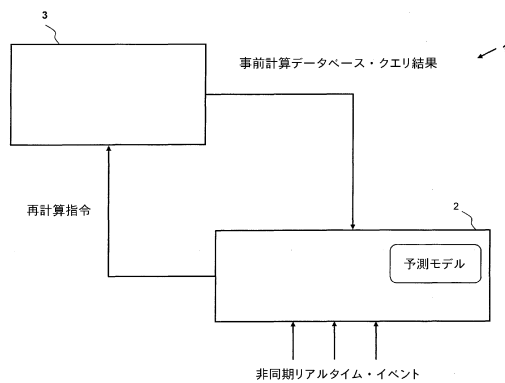 3
事前計算データベース・クエリ結果
再計算指令
2
予測モデル
非同期リアルタイム・イベント